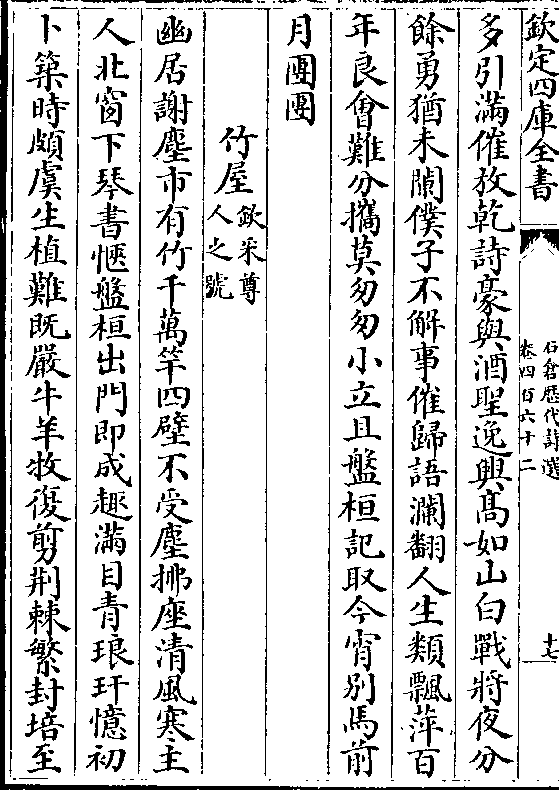 欽定四庫全書
石倉歷代詩選
卷四百六十二
十七
多引滿催放乾詩豪與酒聖逸興髙如山白戰將夜分
餘勇猶未闌僕子不解事催歸語瀾翻人生類飄萍百
年良㑹難分攜莫匆匆小立且盤桓記取今宵别馬前
月團團
竹屋
欽采尊
人之號
幽居謝塵市有竹千萬竿四壁不受塵拂座清風寒主
人北窗下琴書愜盤桓出門即成趣滿目青琅玕憶初
卜築時頗虞生植難既嚴牛羊牧復剪荆棘繁封培至